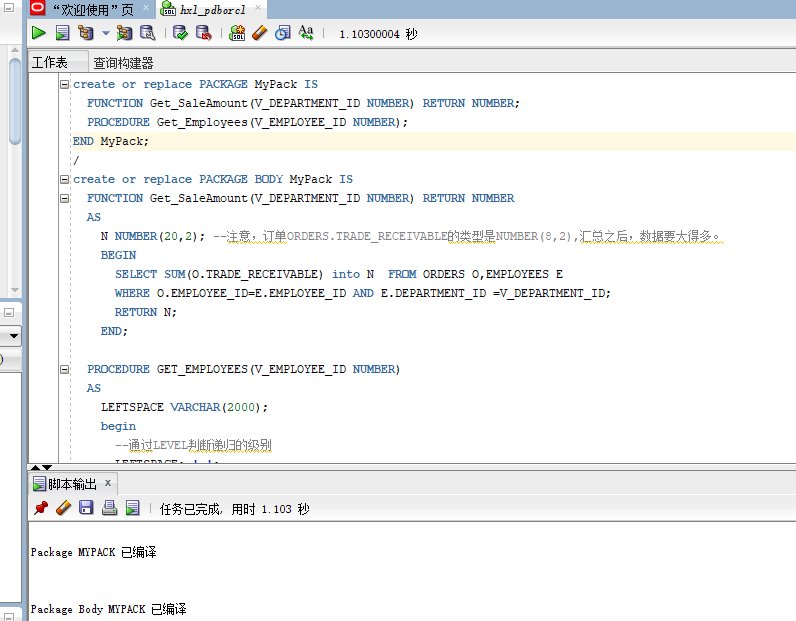 “欢迎使用”页 hxl_pdborcl
1.10300004 秒
工作表 查询构建器
create or replace PACKAGE MyPack IS
FUNCTION Get_SaleAmount(V_DEPARTMENT_ID NUMBER) RETURN NUMBER;
PROCEDURE Get_Employees(V_EMPLOYEE_ID NUMBER);
END MyPack;
/
create or replace PACKAGE BODY MyPack IS
FUNCTION Get_SaleAmount(V_DEPARTMENT_ID NUMBER) RETURN NUMBER
AS
N NUMBER(20,2); --注意，订单ORDERS.TRADE_RECEIVABLE的类型是NUMBER(8,2),汇总之后，数据要大得多。
BEGIN
SELECT SUM(O.TRADE_RECEIVABLE) into N  FROM ORDERS O,EMPLOYEES E
WHERE O.EMPLOYEE_ID=E.EMPLOYEE_ID AND E.DEPARTMENT_ID =V_DEPARTMENT_ID;
RETURN N;
END;
PROCEDURE GET_EMPLOYEES(V_EMPLOYEE_ID NUMBER)
AS
LEFTSPACE VARCHAR(2000);
begin
--通过LEVEL判断递归的级别
脚本输出
任务已完成, 用时 1.103 秒
Package MYPACK 已编译
Package Body MYPACK 已编译